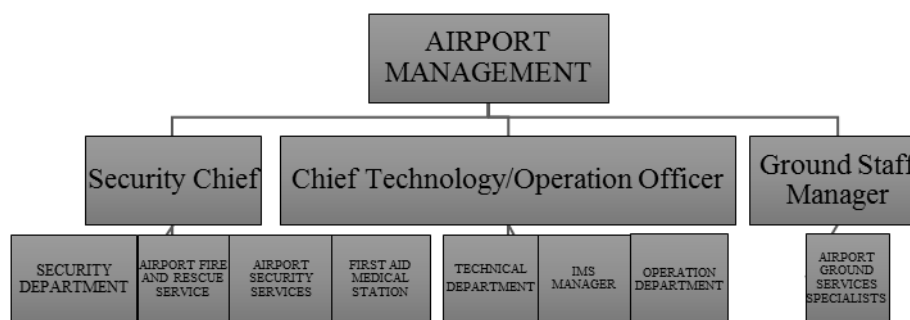 AIRPORT
MANAGEMENT
Security Chief
Chief Technology/Operation Officer
Ground Staff
Manager
SECURITY
DEPARTMENT
AIRPORT FIRE
AND RESCUE
SERVICE
AIRPORT
SECURITY
SERVICES
FIRST AID
MEDICAL
STATION
TECHNICAL
DEPARTMENT
IMS
MANAGER
OPERATION
DEPARTMENT
AIRPORT
GROUND
SERVICES
SPECIALISTS